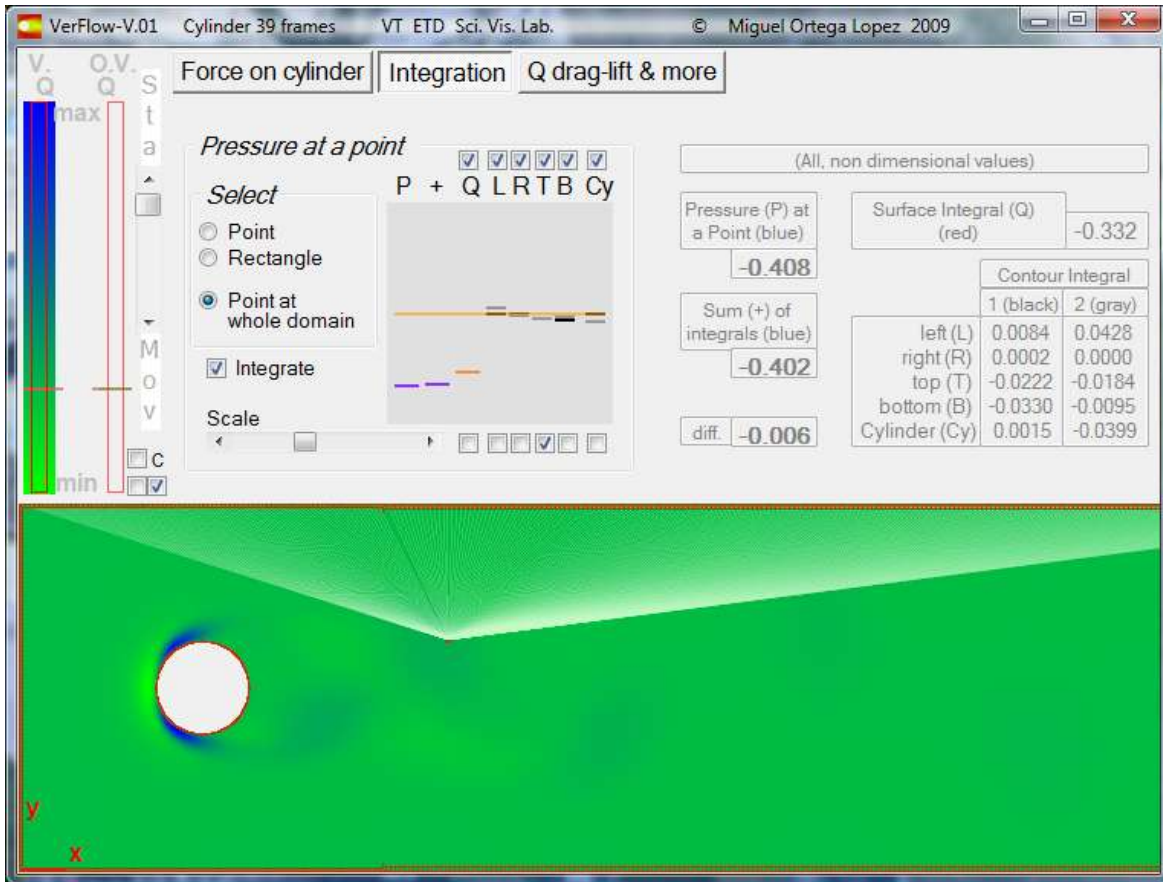 VerFlow-V.01 Cylinder 39 frames VT ETD Sci. Vis. Lab. © Miguel Ortega Lopez 2009
V. O.V.
Q Q
max
min
Sta
Mov
C
Force on cylinder Integration Q drag-lift & more
Pressure at a point
Select
Point
Rectangle
Point at
whole domain
Integrate
Scale
P + Q L R T B Cy
(All, non dimensional values)
Pressure (P) at
a Point (blue)
-0.408
Sum (+) of
integrals (blue)
-0.402
diff. -0.006
Surface Integral (Q)
(red)
-0.332
Contour Integral
1 (black) 2 (gray)
left (L) 0.0084 0.0428
right (R) 0.0002 0.0000
top (T) -0.0222 -0.0184
bottom (B) -0.0330 -0.0095
Cylinder (Cy) 0.0015 -0.0399
y
x